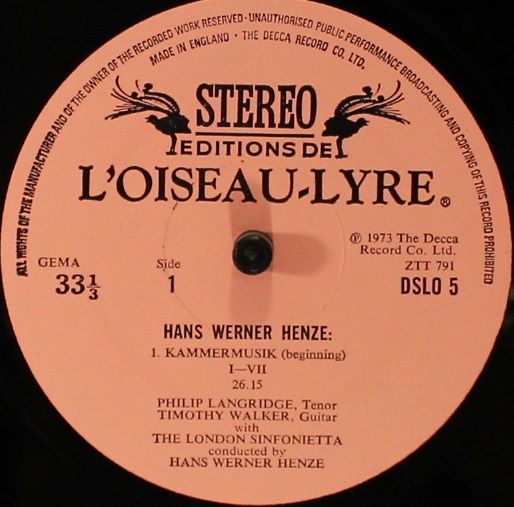 ALL RIGHTS OF THE MANUFACTURER AND OF THE OWNER OF THE RECORDED WORK RESERVED · UNAUTHORISED PUBLIC PERFORMANCE BROADCASTING AND COPYING OF THIS RECORD PROHIBITED
MADE IN ENGLAND · THE DECCA RECORD CO. LTD.
STEREO
EDITIONS DE
L'OISEAU-LYRE®
GEMA
33 1/3
Side
1
℗ 1973 The Decca
Record Co. Ltd.
ZTT 791
DSLO 5
HANS WERNER HENZE:
1. KAMMERMUSIK (beginning)
I—VII
26.15
PHILIP LANGRIDGE, Tenor
TIMOTHY WALKER, Guitar
with
THE LONDON SINFONIETTA
conducted by
HANS WERNER HENZE